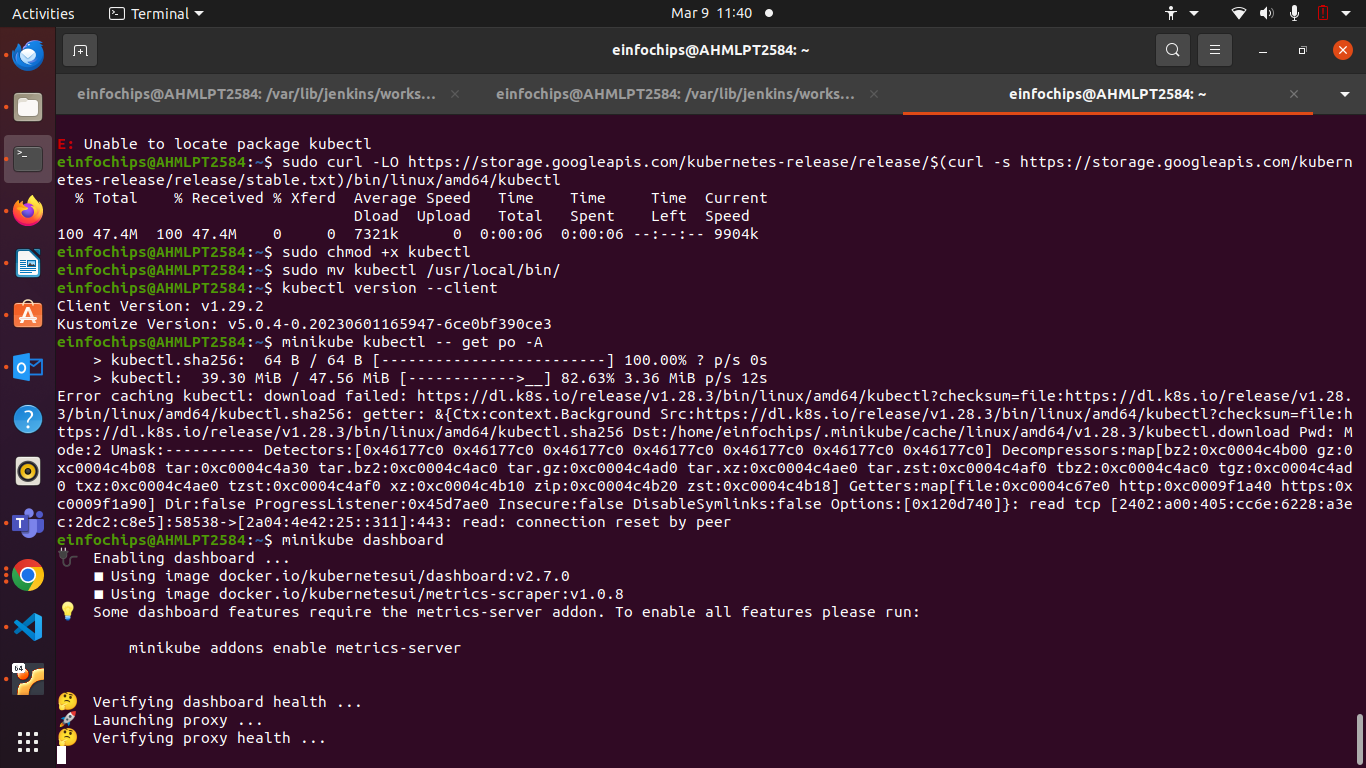 Activities
Terminal
Mar 9 11:40
einfochips@AHMLPT2584: ~
einfochips@AHMLPT2584: /var/lib/jenkins/works...
einfochips@AHMLPT2584: /var/lib/jenkins/works...
einfochips@AHMLPT2584: ~
E: Unable to locate package kubectl
einfochips@AHMLPT2584:~$ sudo curl -LO https://storage.googleapis.com/kubernetes-release/release/$(curl -s https://storage.googleapis.com/kubern
etes-release/release/stable.txt)/bin/linux/amd64/kubectl
  % Total    % Received % Xferd  Average Speed   Time    Time     Time  Current
                                 Dload  Upload   Total   Spent    Left  Speed
100 47.4M  100 47.4M    0     0  7321k      0  0:00:06  0:00:06 --:--:-- 9904k
einfochips@AHMLPT2584:~$ sudo chmod +x kubectl
einfochips@AHMLPT2584:~$ sudo mv kubectl /usr/local/bin/
einfochips@AHMLPT2584:~$ kubectl version --client
Client Version: v1.29.2
Kustomize Version: v5.0.4-0.20230601165947-6ce0bf390ce3
einfochips@AHMLPT2584:~$ minikube kubectl -- get po -A
    > kubectl.sha256:  64 B / 64 B [-------------------------] 100.00% ? p/s 0s
    > kubectl:  39.30 MiB / 47.56 MiB [------------>__] 82.63% 3.36 MiB p/s 12s
Error caching kubectl: download failed: https://dl.k8s.io/release/v1.28.3/bin/linux/amd64/kubectl?checksum=file:https://dl.k8s.io/release/v1.28.
3/bin/linux/amd64/kubectl.sha256: getter: &{Ctx:context.Background Src:https://dl.k8s.io/release/v1.28.3/bin/linux/amd64/kubectl?checksum=file:h
ttps://dl.k8s.io/release/v1.28.3/bin/linux/amd64/kubectl.sha256 Dst:/home/einfochips/.minikube/cache/linux/amd64/v1.28.3/kubectl.download Pwd: M
ode:2 Umask:---------- Detectors:[0x46177c0 0x46177c0 0x46177c0 0x46177c0 0x46177c0 0x46177c0 0x46177c0] Decompressors:map[bz2:0xc0004c4b00 gz:0
xc0004c4b08 tar:0xc0004c4a30 tar.bz2:0xc0004c4ac0 tar.gz:0xc0004c4ad0 tar.xz:0xc0004c4ae0 tar.zst:0xc0004c4af0 tbz2:0xc0004c4ac0 tgz:0xc0004c4ad
0 txz:0xc0004c4ae0 tzst:0xc0004c4af0 xz:0xc0004c4b10 zip:0xc0004c4b20 zst:0xc0004c4b18] Getters:map[file:0xc0004c67e0 http:0xc0009f1a40 https:0x
c0009f1a90] Dir:false ProgressListener:0x45d7ae0 Insecure:false DisableSymlinks:false Options:[0x120d740]}: read tcp [2402:a00:405:cc6e:6228:a3e
c:2dc2:c8e5]:58538->[2a04:4e42:25::311]:443: read: connection reset by peer
einfochips@AHMLPT2584:~$ minikube dashboard
Enabling dashboard ...
■ Using image docker.io/kubernetesui/dashboard:v2.7.0
■ Using image docker.io/kubernetesui/metrics-scraper:v1.0.8
Some dashboard features require the metrics-server addon. To enable all features please run:
minikube addons enable metrics-server
Verifying dashboard health ...
Launching proxy ...
Verifying proxy health ...